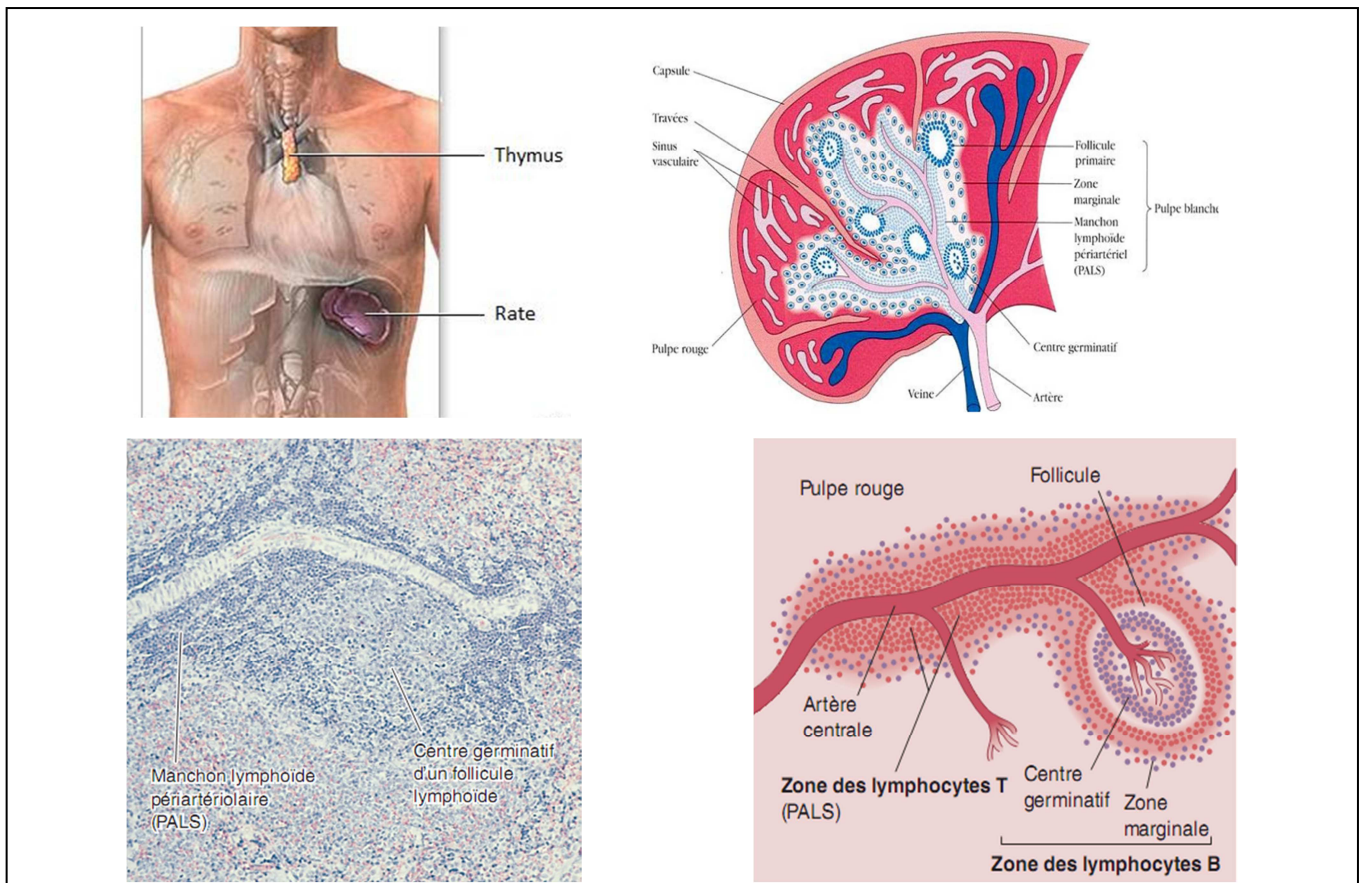 Thymus
Rate
Capsule
Travées
Sinus
vasculaire
Pulpe rouge
Veine
Artère
Centre germinatif
Follicule
primaire
Zone
marginale
Manchon
lymphoïde
périartériel
(PALS)
Pulpe blanche
Manchon lymphoïde
périartériolaire
(PALS)
Centre germinatif
d'un follicule
lymphoïde
Pulpe rouge
Follicule
Artère
centrale
Zone des lymphocytes T
(PALS)
Centre
germinatif
Zone
marginale
Zone des lymphocytes B